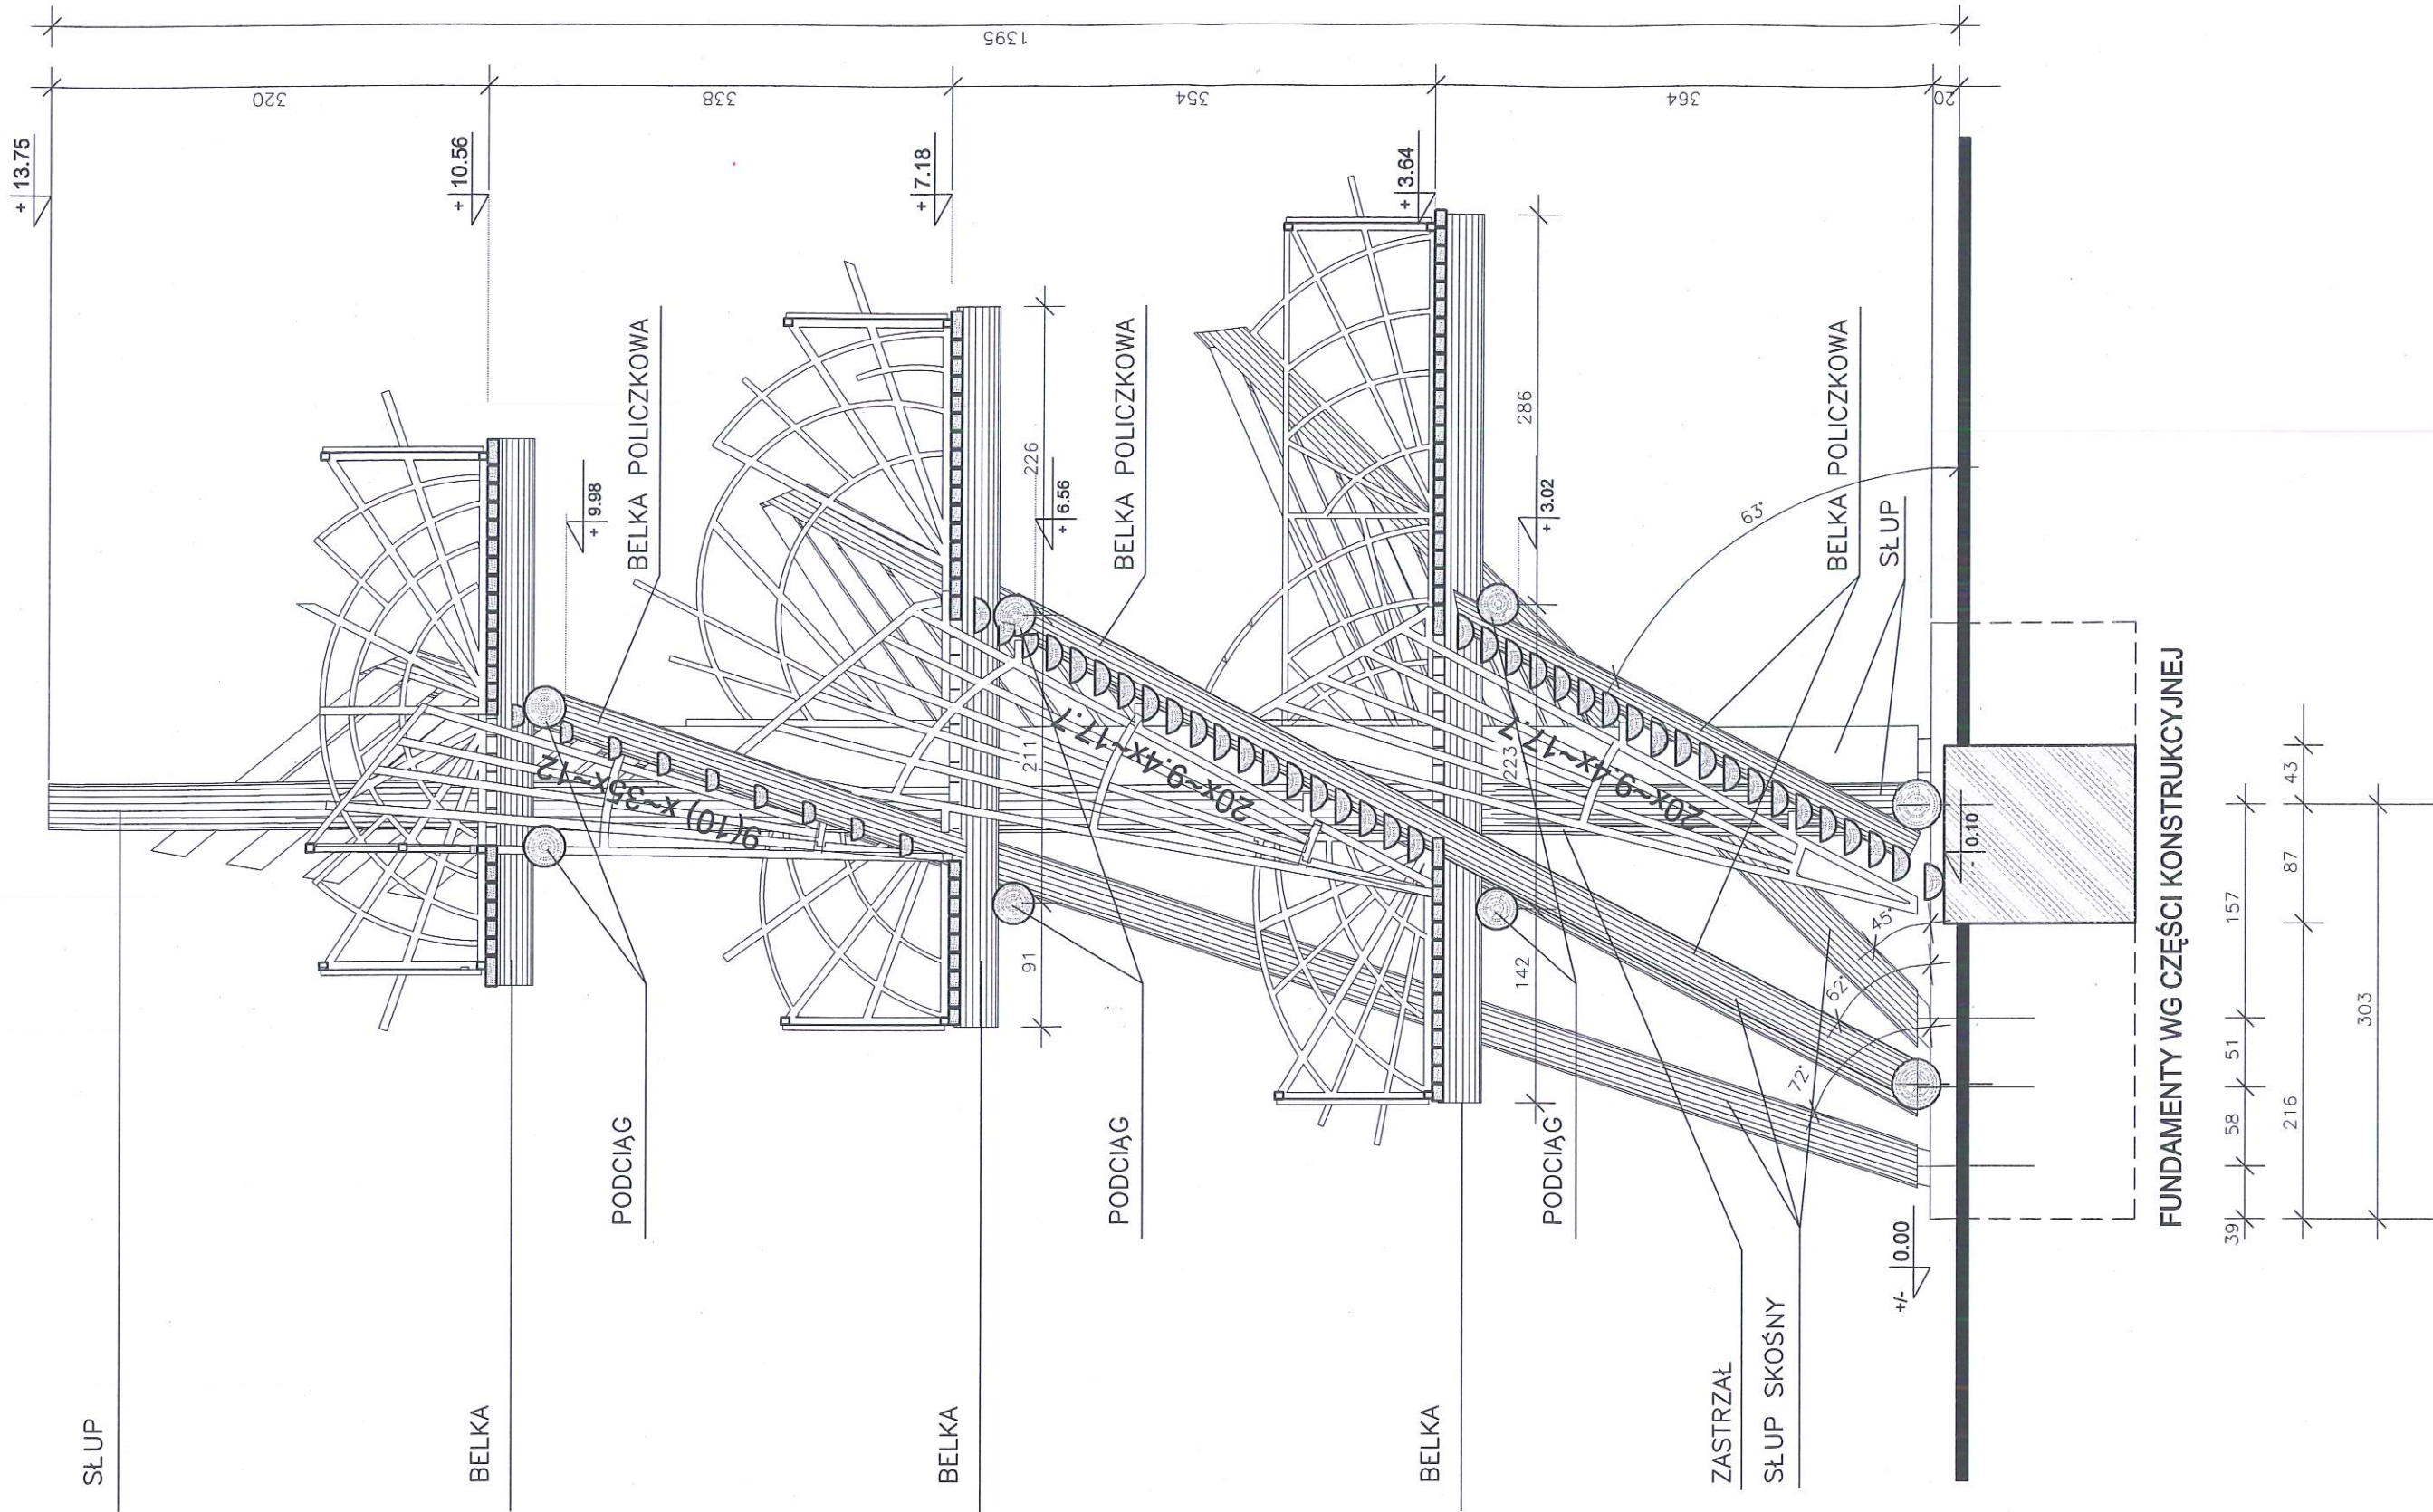 1395
320
338
354
364
20
+ 13.75
+ 10.56
+ 7.18
+ 3.64
+ 9.98
+ 6.56
+ 3.02
BELKA POLICZKOWA
BELKA POLICZKOWA
BELKA POLICZKOWA
SŁUP
226
211
91
286
223
142
63°
45°
62°
72°
9(10) x~35x~12
20x~9.4x~17.7
20x~9.4x~17.7
PODCIĄG
PODCIĄG
PODCIĄG
SŁUP
BELKA
BELKA
BELKA
ZASTRZAŁ
SŁUP SKOŚNY
+/- 0.00
- 0.10
FUNDAMENTY WG CZĘŚCI KONSTRUKCYJNEJ
39
58
51
157
216
87
43
303